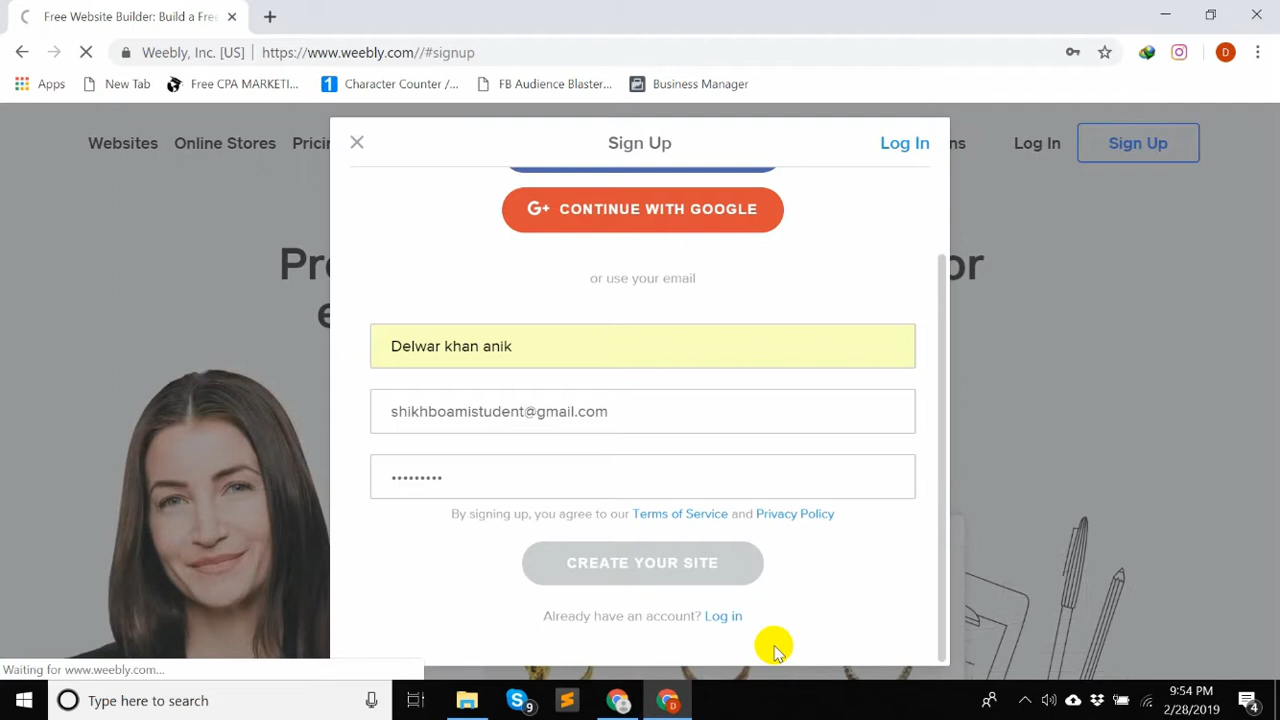 Free Website Builder: Build a Free
Weebly, Inc. [US]
https://www.weebly.com//#signup
Apps
New Tab
Free CPA MARKETI...
Character Counter /...
FB Audience Blaster...
Business Manager
Websites
Online Stores
Log In
Sign Up
Sign Up
Log In
G+ CONTINUE WITH GOOGLE
or use your email
Delwar khan anik
shikhboamistudent@gmail.com
•••••••••
By signing up, you agree to our Terms of Service and Privacy Policy
CREATE YOUR SITE
Already have an account? Log in
Waiting for www.weebly.com...
Type here to search
9:54 PM
2/28/2019